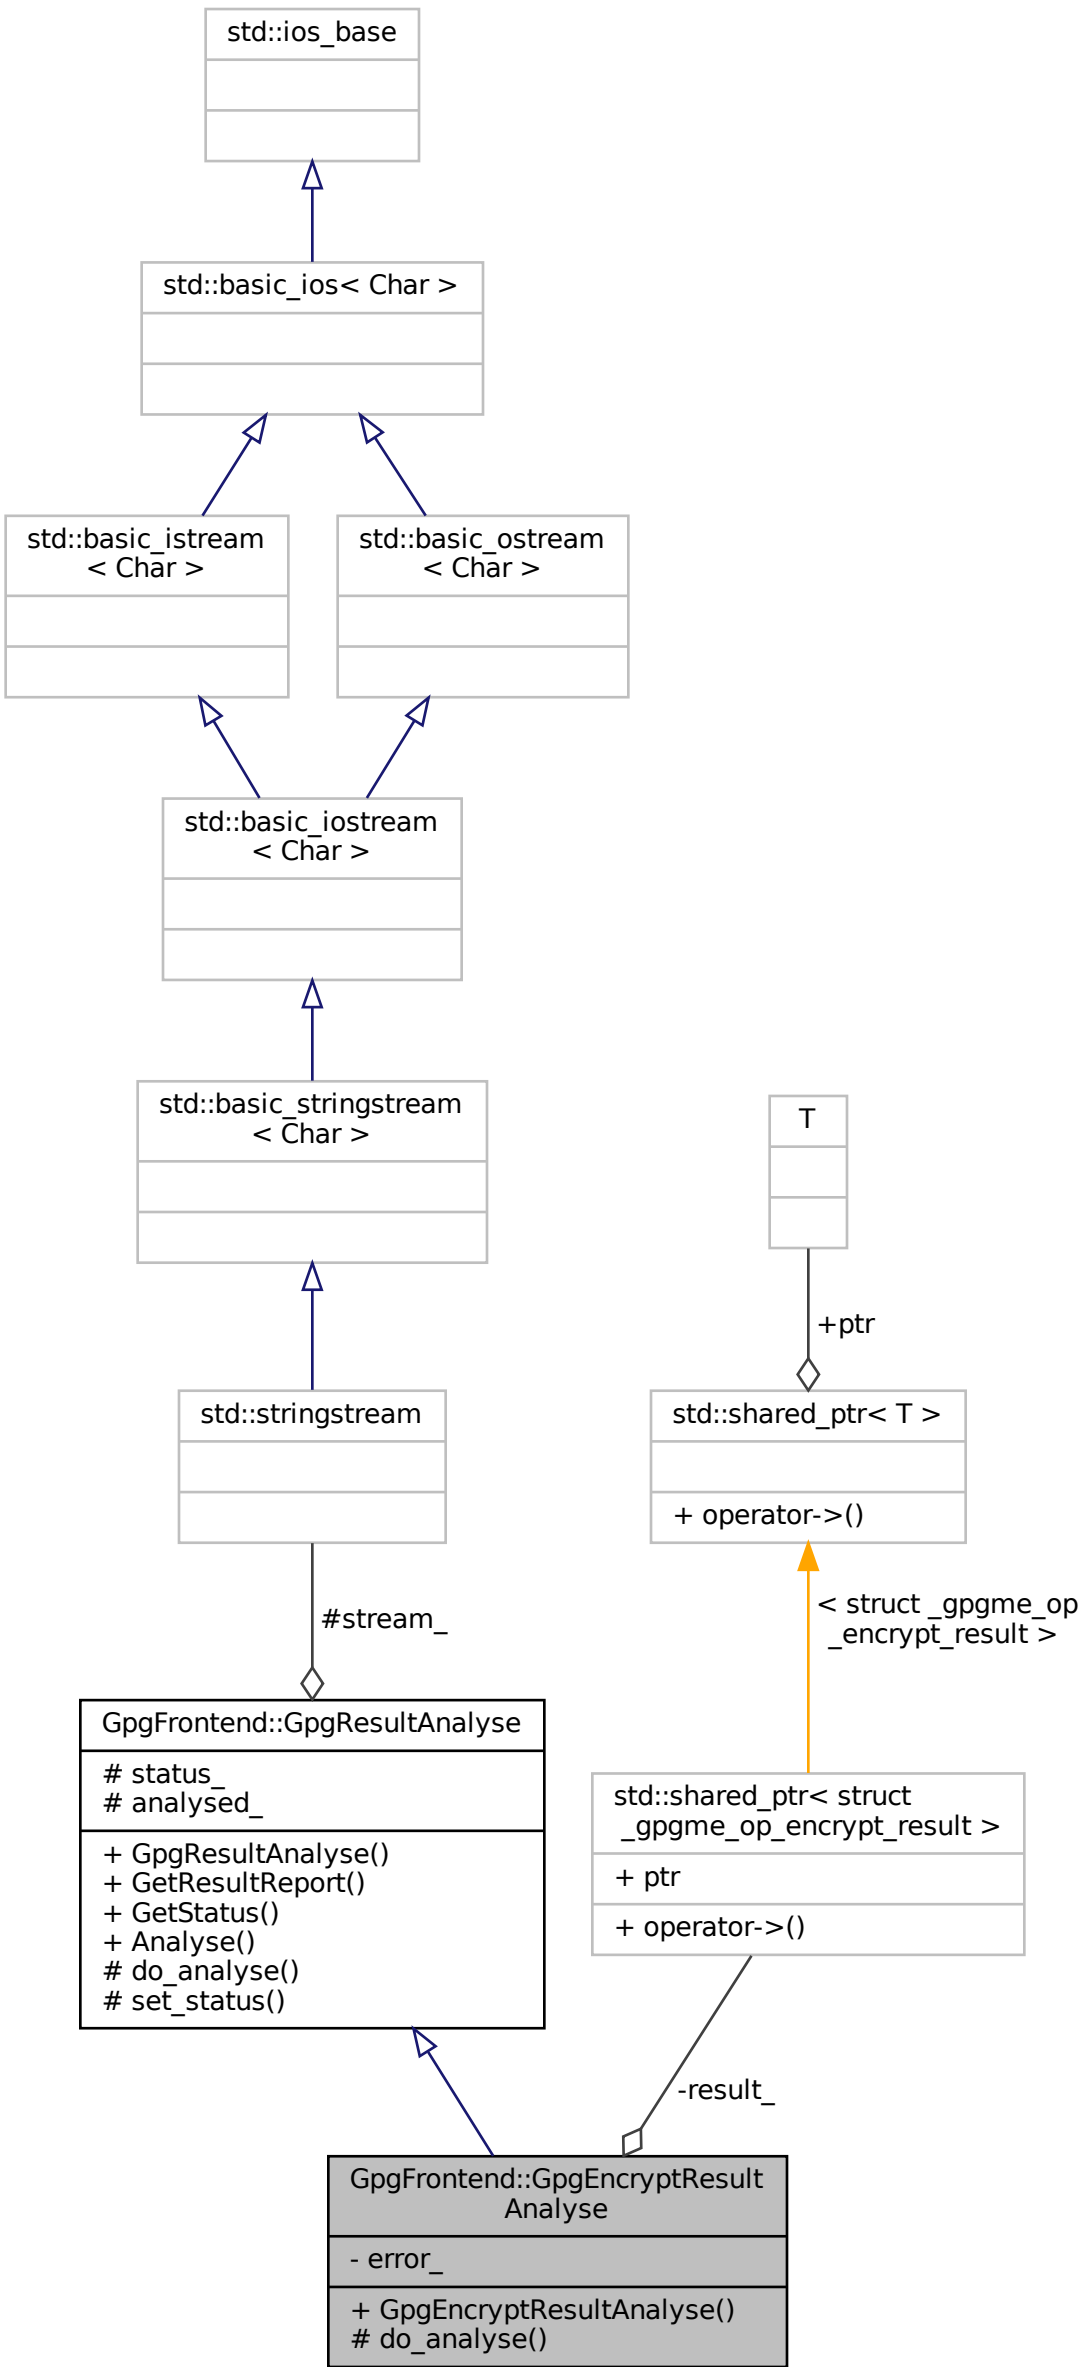 std::ios_base
std::basic_ios< Char >
std::basic_istream
< Char >
std::basic_ostream
< Char >
std::basic_iostream
< Char >
std::basic_stringstream
< Char >
T
+ptr
std::stringstream
std::shared_ptr< T >
+ operator->()
#stream_
< struct _gpgme_op
_encrypt_result >
GpgFrontend::GpgResultAnalyse
# status_
# analysed_
+ GpgResultAnalyse()
+ GetResultReport()
+ GetStatus()
+ Analyse()
# do_analyse()
# set_status()
std::shared_ptr< struct
_gpgme_op_encrypt_result >
+ ptr
+ operator->()
-result_
GpgFrontend::GpgEncryptResult
Analyse
- error_
+ GpgEncryptResultAnalyse()
# do_analyse()